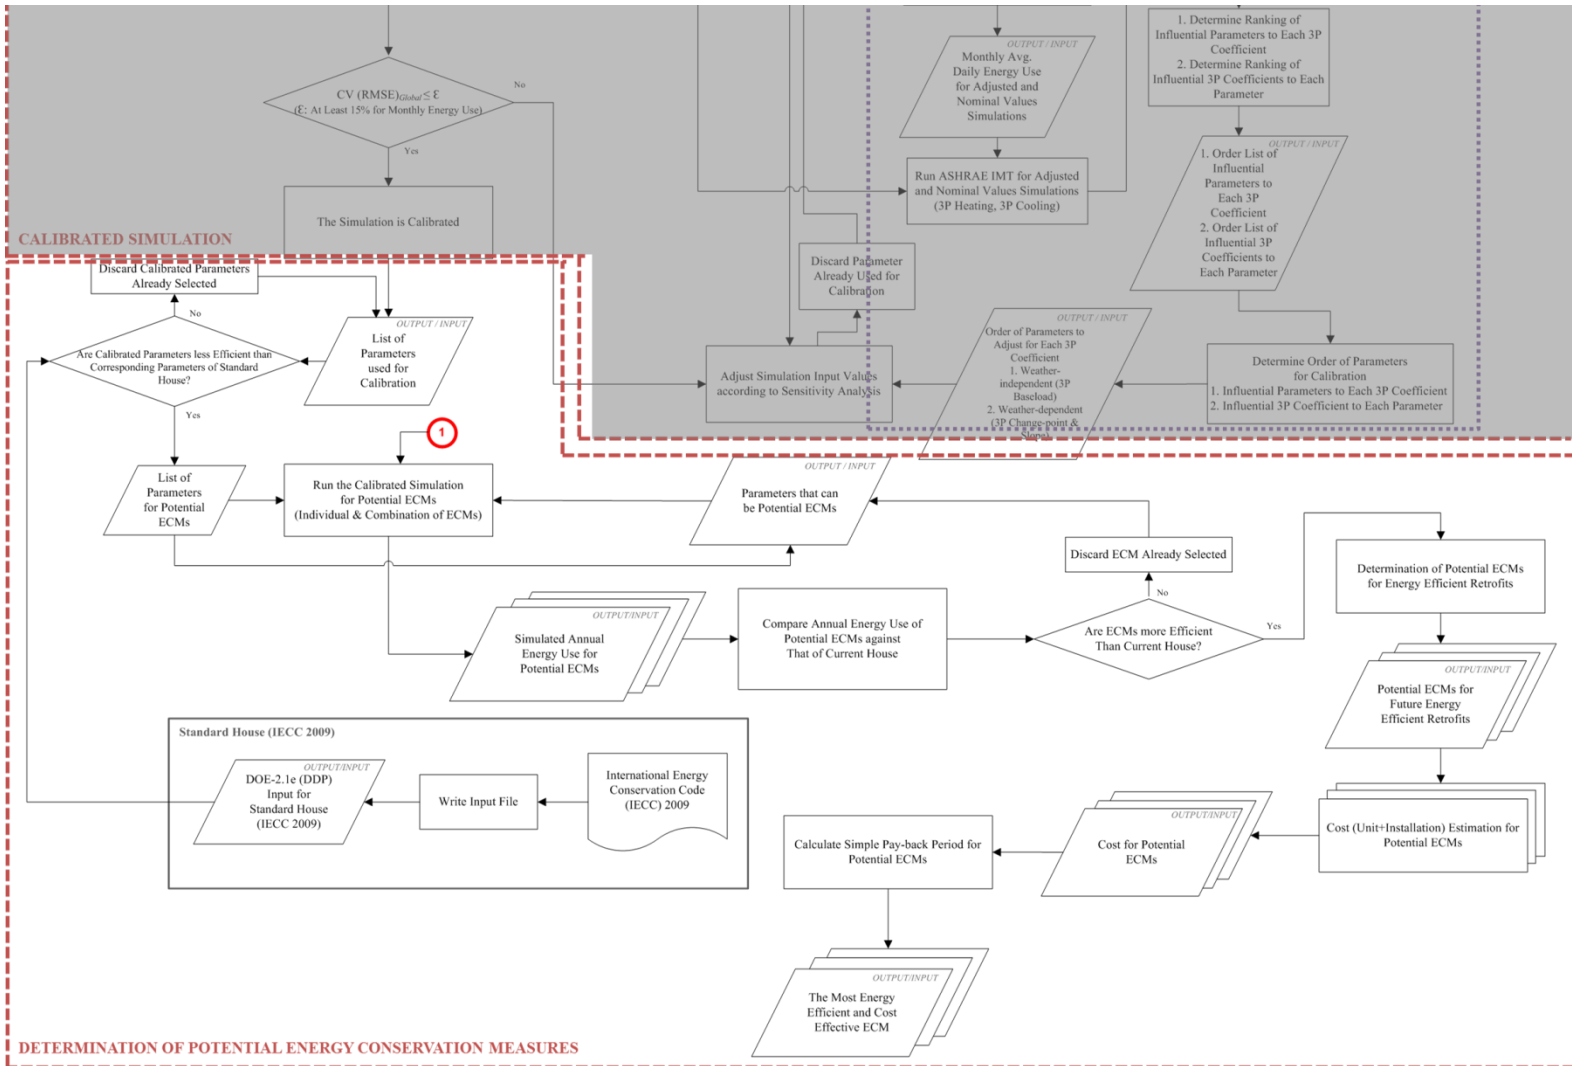 CV (RMSE)Global ≤ Ɛ
(Ɛ: At Least 15% for Monthly Energy Use)
No
Yes
The Simulation is Calibrated
CALIBRATED SIMULATION
OUTPUT / INPUT
Monthly Avg.
Daily Energy Use
for Adjusted and
Nominal Values
Simulations
Run ASHRAE IMT for Adjusted
and Nominal Values Simulations
(3P Heating, 3P Cooling)
1. Determine Ranking of
Influential Parameters to Each 3P
Coefficient
2. Determine Ranking of
Influential 3P Coefficients to Each
Parameter
OUTPUT / INPUT
1. Order List of
Influential
Parameters to
Each 3P
Coefficient
2. Order List of
Influential 3P
Coefficients to
Each Parameter
Discard Parameter
Already Used for
Calibration
Adjust Simulation Input Values
according to Sensitivity Analysis
OUTPUT / INPUT
Order of Parameters to
Adjust for Each 3P
Coefficient
1. Weather-
independent (3P
Baseload)
2. Weather-dependent
(3P Change-point &
Slope)
Determine Order of Parameters
for Calibration
1. Influential Parameters to Each 3P Coefficient
2. Influential 3P Coefficient to Each Parameter
Discard Calibrated Parameters
Already Selected
No
Are Calibrated Parameters less Efficient than
Corresponding Parameters of Standard
House?
Yes
OUTPUT / INPUT
List of
Parameters
used for
Calibration
1
List of
Parameters
for Potential
ECMs
Run the Calibrated Simulation
for Potential ECMs
(Individual & Combination of ECMs)
OUTPUT / INPUT
Parameters that can
be Potential ECMs
Discard ECM Already Selected
No
Are ECMs more Efficient
Than Current House?
Yes
Determination of Potential ECMs
for Energy Efficient Retrofits
OUTPUT/INPUT
Simulated Annual
Energy Use for
Potential ECMs
Compare Annual Energy Use of
Potential ECMs against
That of Current House
OUTPUT/INPUT
Potential ECMs for
Future Energy
Efficient Retrofits
Standard House (IECC 2009)
OUTPUT/INPUT
DOE-2.1e (DDP)
Input for
Standard House
(IECC 2009)
Write Input File
International Energy
Conservation Code
(IECC) 2009
Cost (Unit+Installation) Estimation for
Potential ECMs
OUTPUT/INPUT
Cost for Potential
ECMs
Calculate Simple Pay-back Period for
Potential ECMs
OUTPUT/INPUT
The Most Energy
Efficient and Cost
Effective ECM
DETERMINATION OF POTENTIAL ENERGY CONSERVATION MEASURES